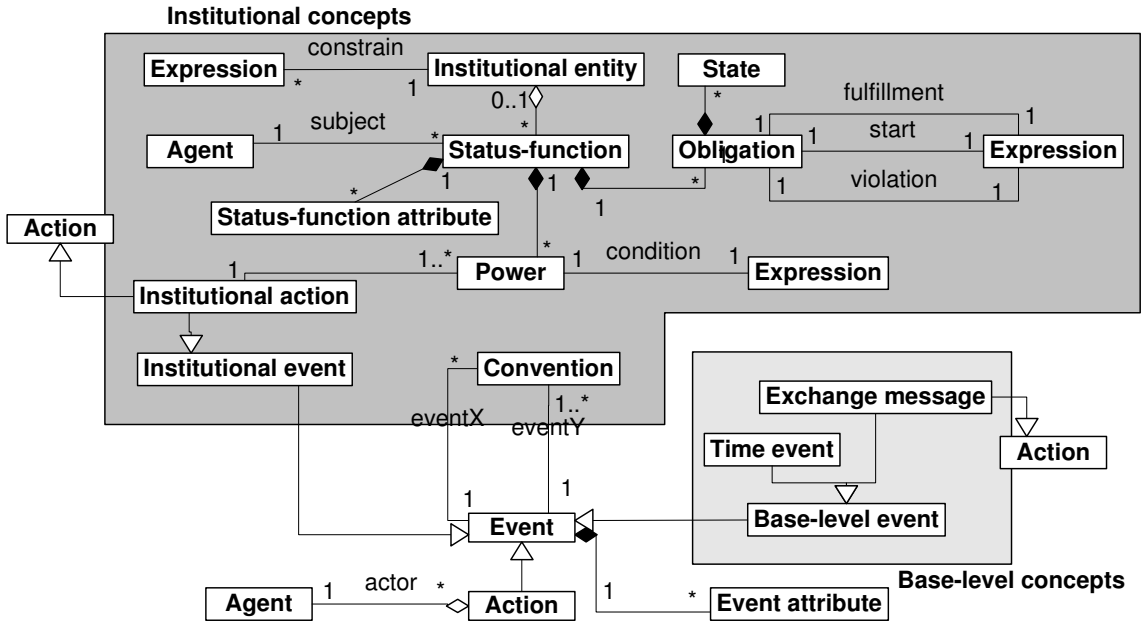 Institutional concepts
constrain
Expression
Institutional entity
State
* 1
0..1
*
*
fulfillment
1 1
subject
1 *
start
Agent
Status-function
Obligation
1 1
1
Expression
violation
1 1
*
1 1
1
*
Status-function attribute
Action
*
1..*
1
condition
1 1
Power
Expression
Institutional action
Institutional event
*
Convention
1..*
eventX
eventY
Exchange message
Time event
Action
1 1
Base-level event
Event
Base-level concepts
actor
1 *
Agent
Action
1 *
Event attribute